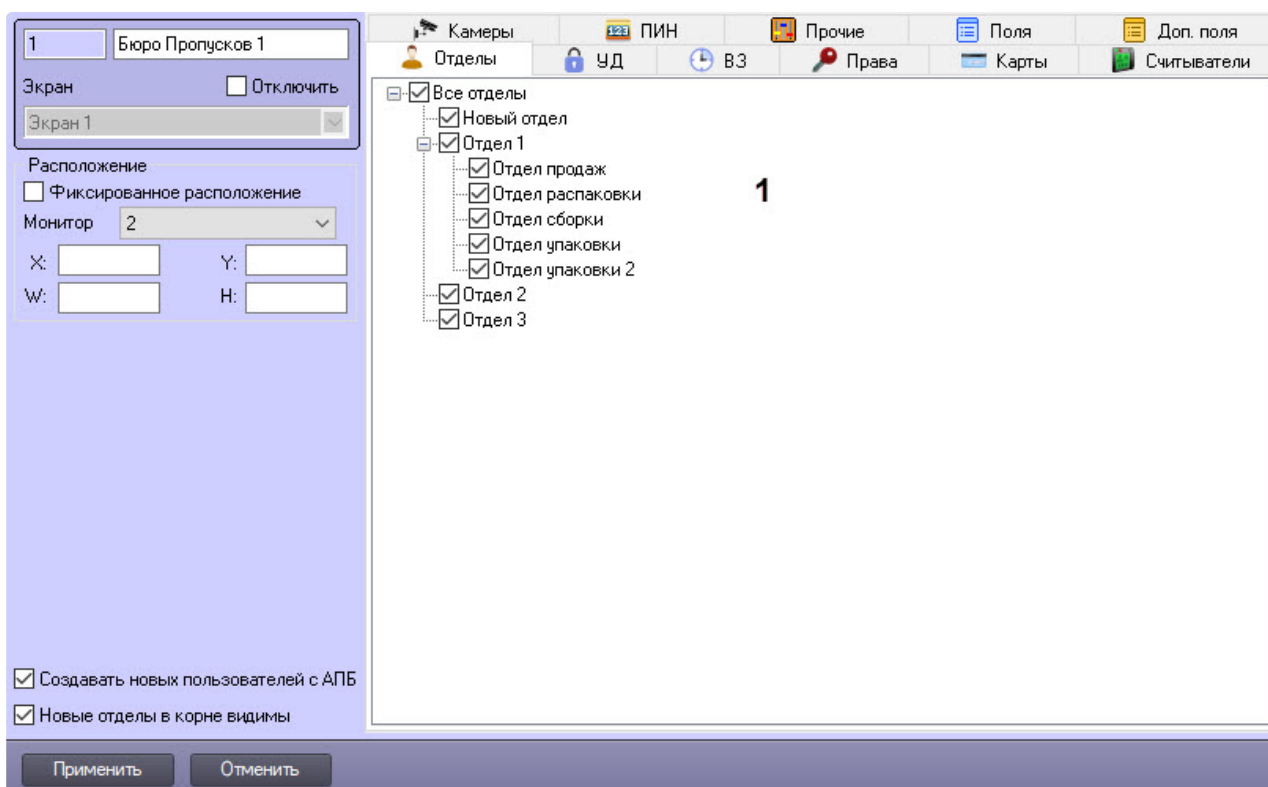 1 Бюро Пропусков 1
Экран Отключить
Экран 1
Расположение
Фиксированное расположение
Монитор 2
X: Y:
W: H:
Создавать новых пользователей с АПБ
Новые отделы в корне видимы
Камеры ПИН Прочие Поля Доп. поля
Отделы УД ВЗ Права Карты Считыватели
Все отделы
Новый отдел
Отдел 1
Отдел продаж
Отдел распаковки
1
Отдел сборки
Отдел упаковки
Отдел упаковки 2
Отдел 2
Отдел 3
Применить Отменить